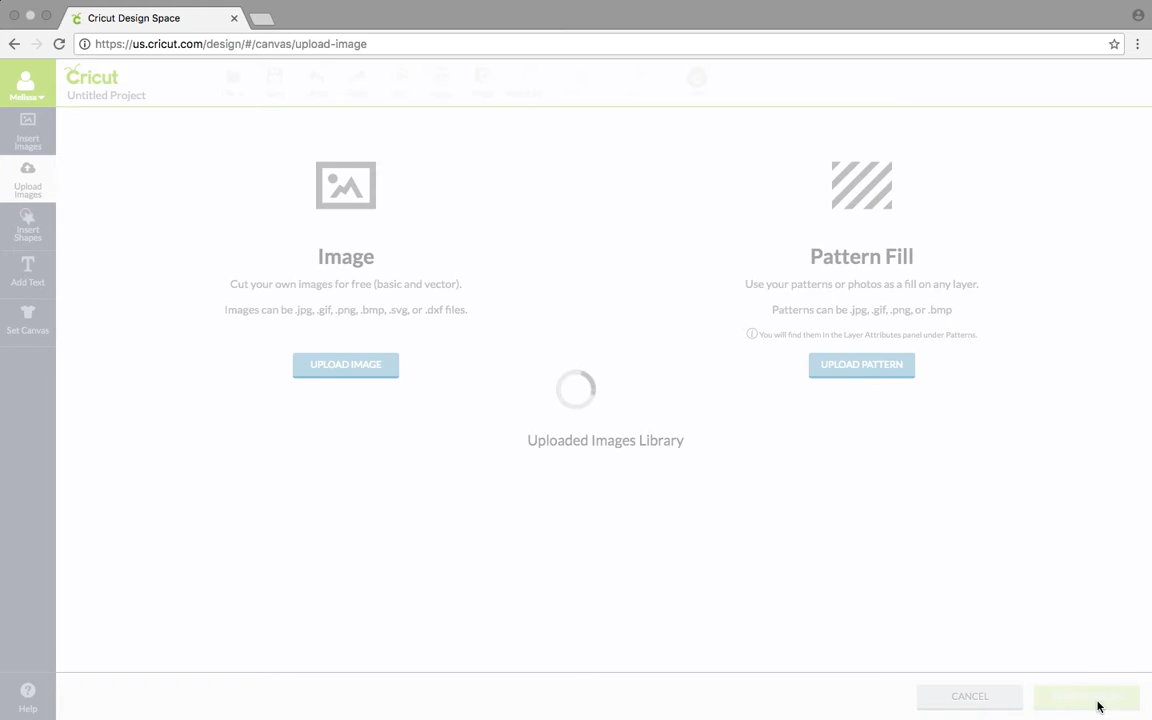 Cricut Design Space
https://us.cricut.com/design/#/canvas/upload-image
Melissa
Cricut
Untitled Project
Insert
Images
Upload
Images
Insert
Shapes
Add Text
Set Canvas
Help
Image
Cut your own images for free (basic and vector).
Images can be .jpg, .gif, .png, .bmp, .svg, or .dxf files.
UPLOAD IMAGE
Pattern Fill
Use your patterns or photos as a fill on any layer.
Patterns can be .jpg, .gif, .png, or .bmp
You will find them in the Layer Attributes panel under Patterns.
UPLOAD PATTERN
Uploaded Images Library
CANCEL